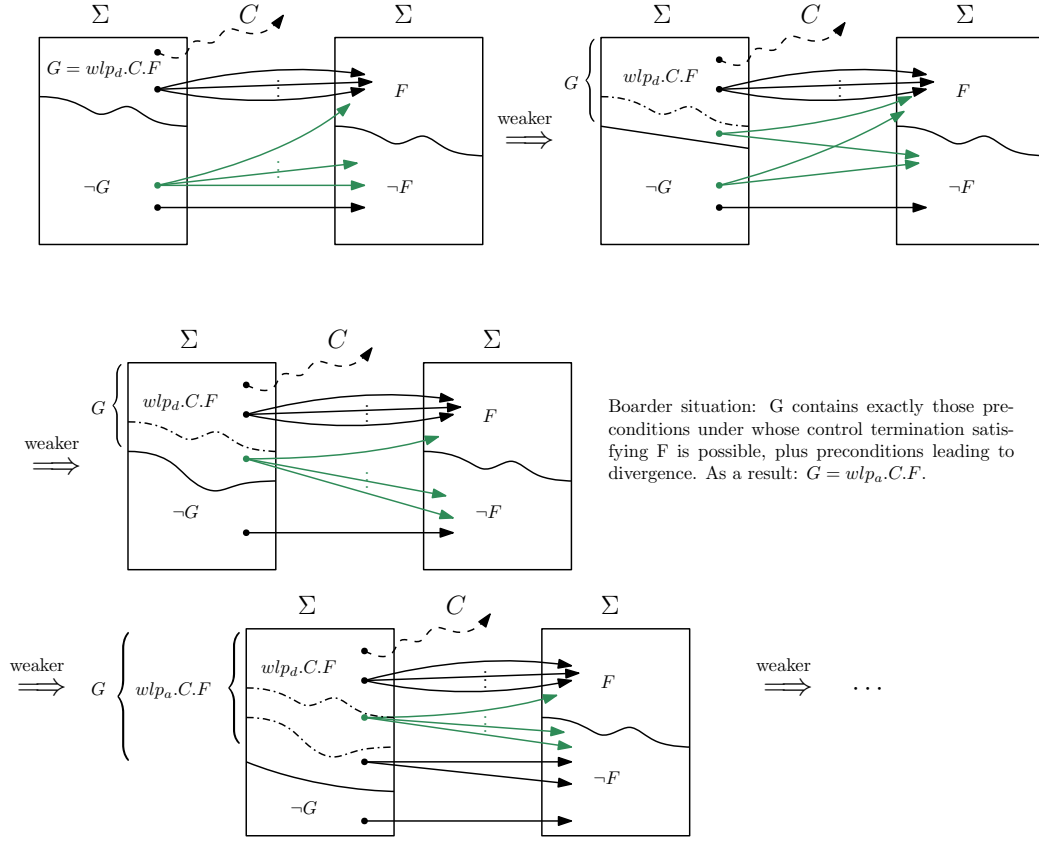 Σ C Σ
G = wlp_d.C.F
F
¬G
¬F
weaker
⟹
Σ C Σ
G { wlp_d.C.F
F
¬G
¬F
weaker
⟹
Σ C Σ
G { wlp_d.C.F
F
¬G
¬F
Boarder situation: G contains exactly those pre-
conditions under whose control termination satis-
fying F is possible, plus preconditions leading to
divergence. As a result: G = wlp_a.C.F.
weaker
⟹
Σ C Σ
G { wlp_a.C.F { wlp_d.C.F
F
¬G
¬F
weaker
⟹ ⋯